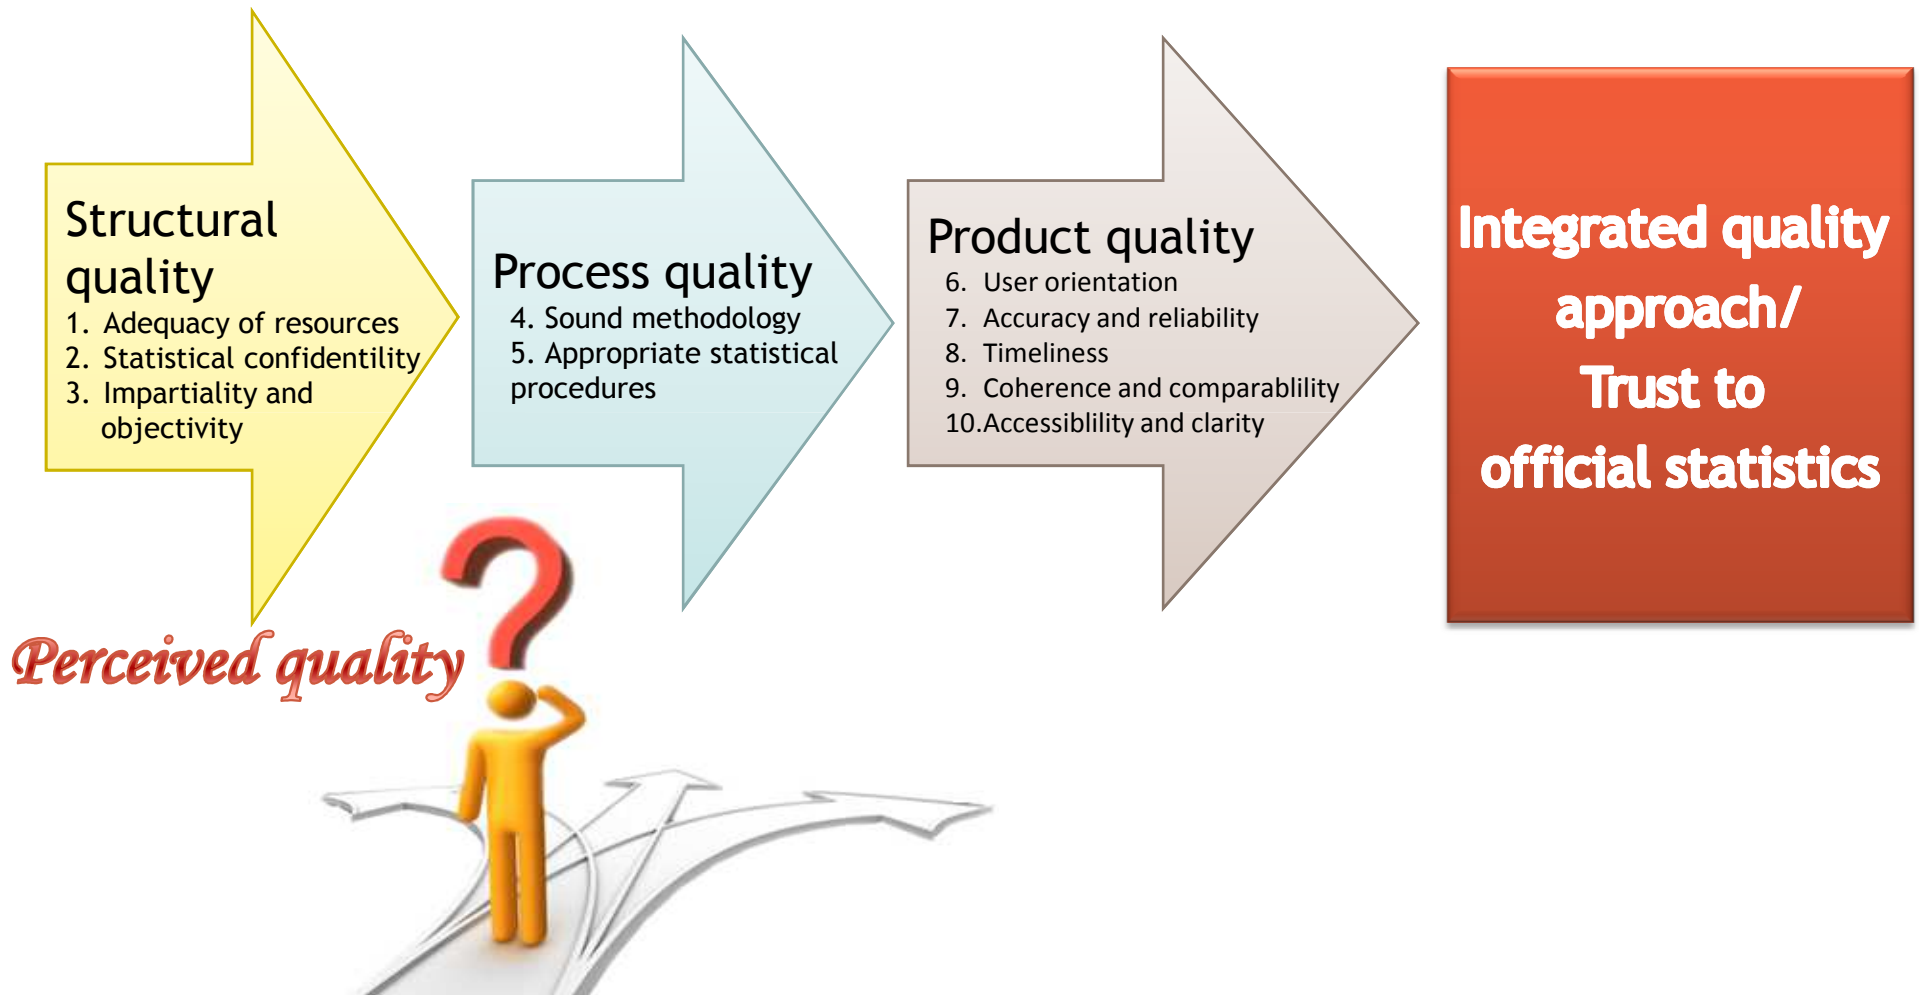 Structural
quality
1. Adequacy of resources
2. Statistical confidentility
3. Impartiality and
objectivity
Process quality
4. Sound methodology
5. Appropriate statistical
procedures
Product quality
6. User orientation
7. Accuracy and reliability
8. Timeliness
9. Coherence and comparablility
10.Accessiblility and clarity
Integrated quality
approach/
Trust to
official statistics
Perceived quality